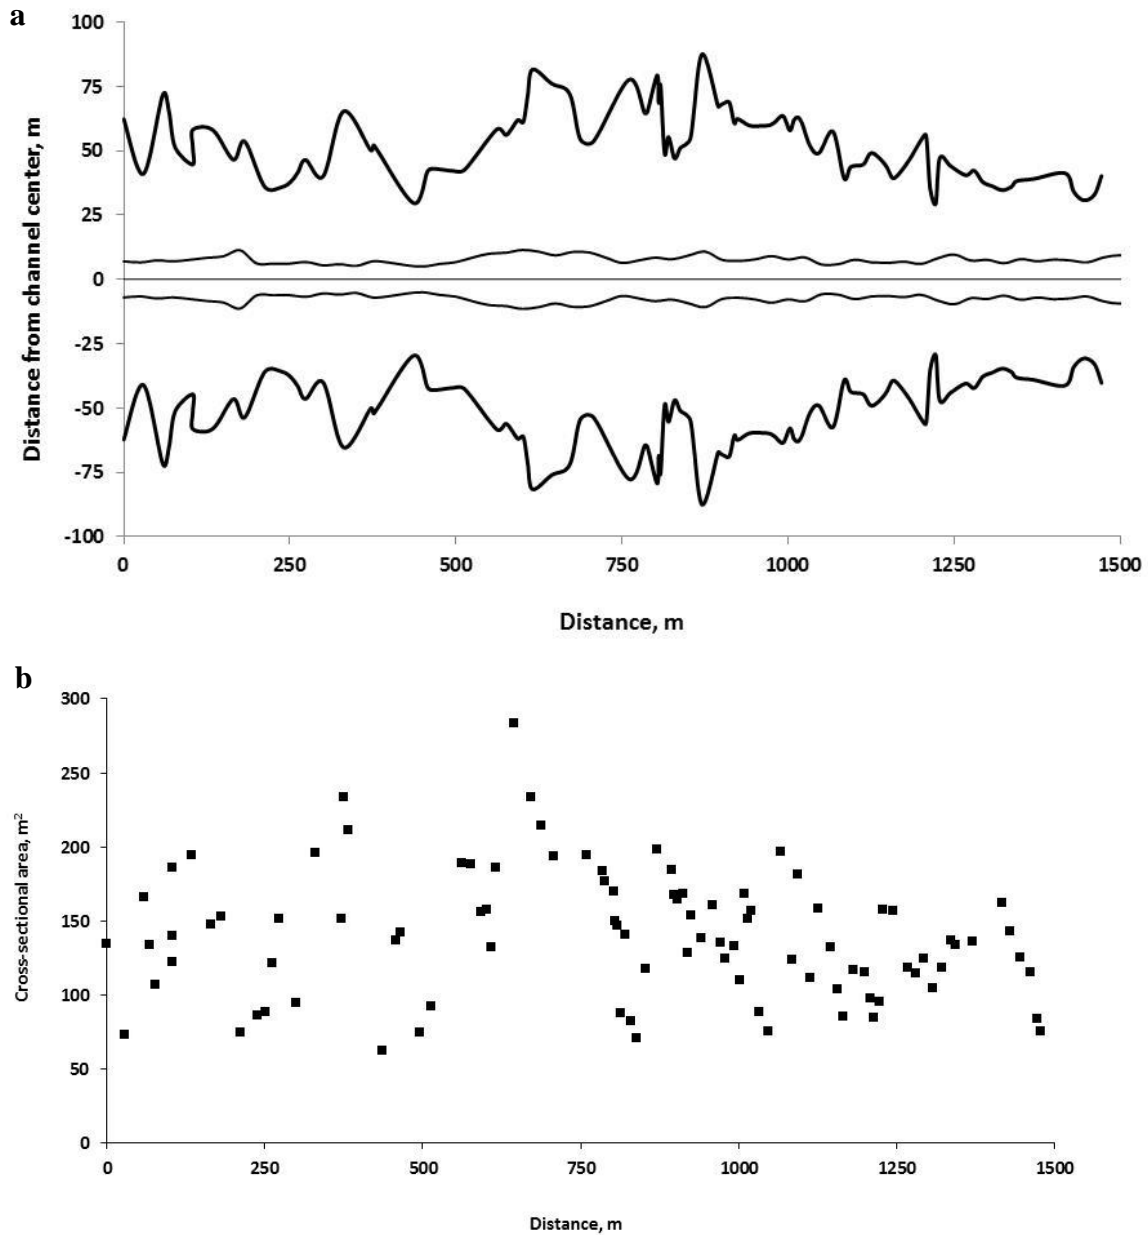 a
Distance from channel center, m
100
75
50
25
0
-25
-50
-75
-100
0 250 500 750 1000 1250 1500
Distance, m
b
Cross-sectional area, m²
300
250
200
150
100
50
0
0 250 500 750 1000 1250 1500
Distance, m